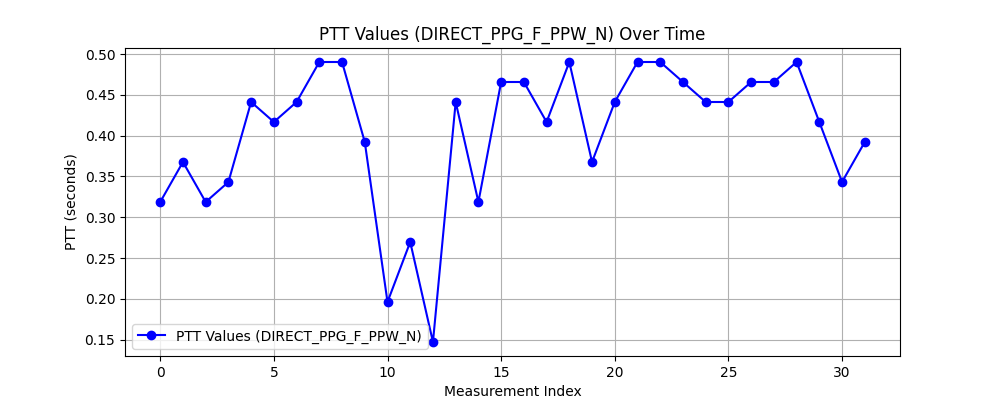 PTT Values (DIRECT_PPG_F_PPW_N) Over Time
PTT (seconds)
0.50
0.45
0.40
0.35
0.30
0.25
0.20
0.15
PTT Values (DIRECT_PPG_F_PPW_N)
0 5 10 15 20 25 30
Measurement Index